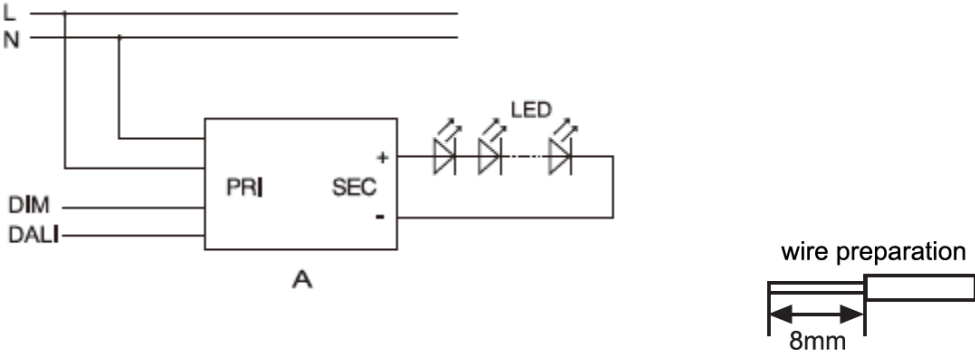 L
N
LED
+
PRI
SEC
-
DIM
DALI
A
wire preparation
8mm